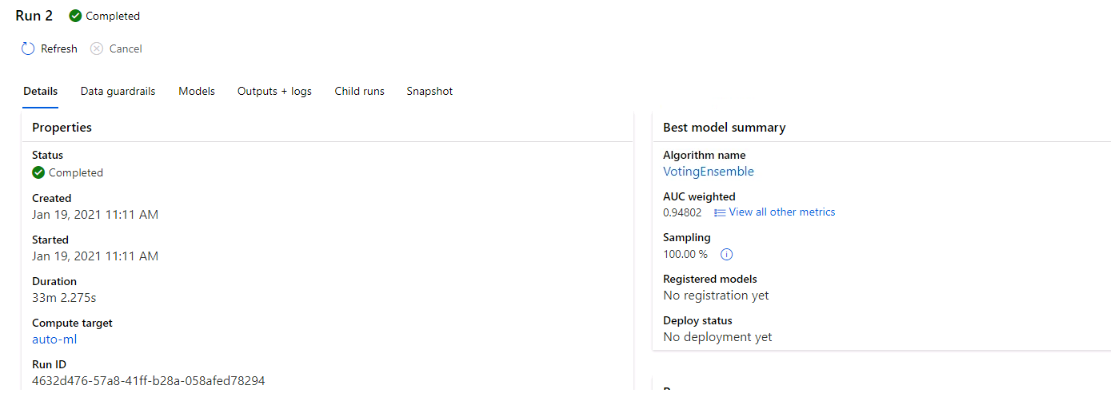 Run 2 Completed
Refresh Cancel
Details Data guardrails Models Outputs + logs Child runs Snapshot
Properties
Status
Completed
Created
Jan 19, 2021 11:11 AM
Started
Jan 19, 2021 11:11 AM
Duration
33m 2.275s
Compute target
auto-ml
Run ID
4632d476-57a8-41ff-b28a-058afed78294
Best model summary
Algorithm name
VotingEnsemble
AUC weighted
0.94802 View all other metrics
Sampling
100.00 %
Registered models
No registration yet
Deploy status
No deployment yet